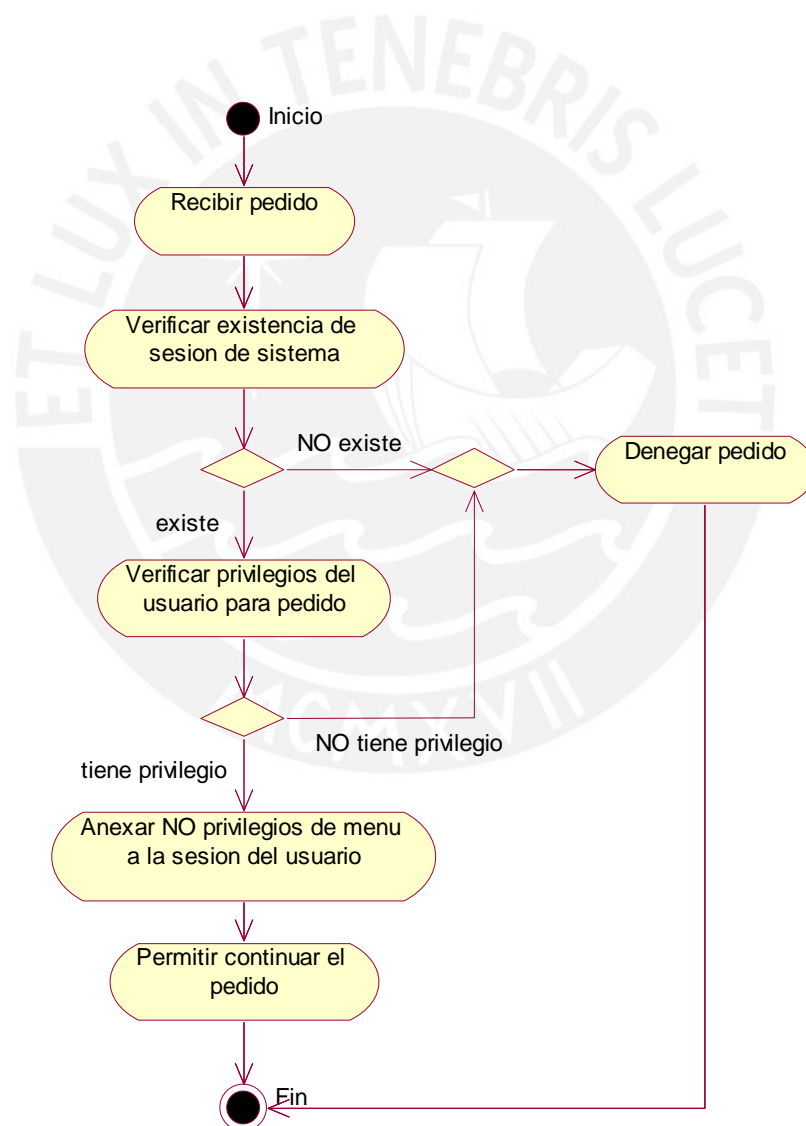 ET LUX IN TENEBRIS LUCET
Inicio
Recibir pedido
Verificar existencia de
sesion de sistema
NO existe
Denegar pedido
existe
Verificar privilegios del
usuario para pedido
NO tiene privilegio
tiene privilegio
Anexar NO privilegios de menu
a la sesion del usuario
Permitir continuar el
pedido
Fin
MCMXVII